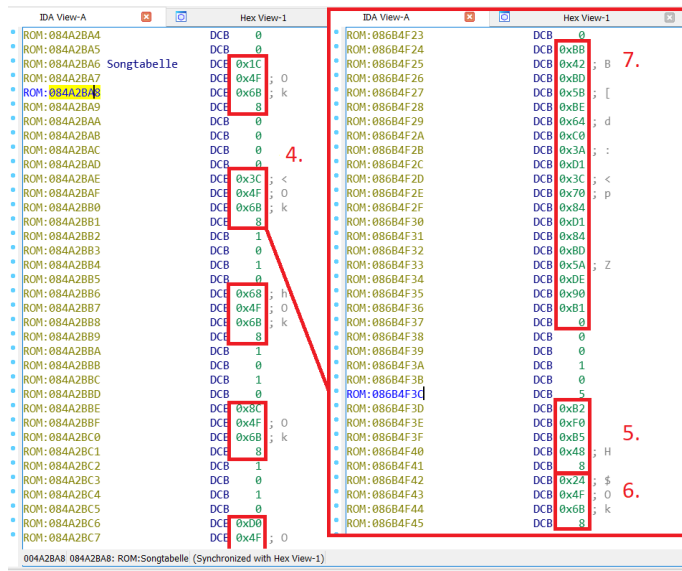 IDA View-A
Hex View-1
ROM:084A2BA4 DCB 0
ROM:084A2BA5 DCB 0
ROM:084A2BA6 Songtabelle DCB 0x1C
ROM:084A2BA7 DCB 0x4F ; O
ROM:084A2BA8 DCB 0x6B ; k
ROM:084A2BA9 DCB 8
ROM:084A2BAA DCB 0
ROM:084A2BAB DCB 0
ROM:084A2BAC DCB 0
ROM:084A2BAD DCB 0
4.
ROM:084A2BAE DCB 0x3C ; <
ROM:084A2BAF DCB 0x4F ; O
ROM:084A2BB0 DCB 0x6B ; k
ROM:084A2BB1 DCB 8
ROM:084A2BB2 DCB 1
ROM:084A2BB3 DCB 0
ROM:084A2BB4 DCB 1
ROM:084A2BB5 DCB 0
ROM:084A2BB6 DCB 0x68 ; h
ROM:084A2BB7 DCB 0x4F ; O
ROM:084A2BB8 DCB 0x6B ; k
ROM:084A2BB9 DCB 8
ROM:084A2BBA DCB 1
ROM:084A2BBB DCB 0
ROM:084A2BBC DCB 1
ROM:084A2BBD DCB 0
ROM:084A2BBE DCB 0x8C
ROM:084A2BBF DCB 0x4F ; O
ROM:084A2BC0 DCB 0x6B ; k
ROM:084A2BC1 DCB 8
ROM:084A2BC2 DCB 1
ROM:084A2BC3 DCB 0
ROM:084A2BC4 DCB 1
ROM:084A2BC5 DCB 0
ROM:084A2BC6 DCB 0xD0
ROM:084A2BC7 DCB 0x4F ; O
004A2BA8 084A2BA8: ROM:Songtabelle (Synchronized with Hex View-1)
IDA View-A
Hex View-1
ROM:086B4F23 DCB 0
ROM:086B4F24 DCB 0xBB
7.
ROM:086B4F25 DCB 0x42 ; B
ROM:086B4F26 DCB 0xBD
ROM:086B4F27 DCB 0x5B ; [
ROM:086B4F28 DCB 0xBE
ROM:086B4F29 DCB 0x64 ; d
ROM:086B4F2A DCB 0xC0
ROM:086B4F2B DCB 0x3A ; :
ROM:086B4F2C DCB 0xD1
ROM:086B4F2D DCB 0x3C ; <
ROM:086B4F2E DCB 0x70 ; p
ROM:086B4F2F DCB 0x84
ROM:086B4F30 DCB 0xD1
ROM:086B4F31 DCB 0x84
ROM:086B4F32 DCB 0xBD
ROM:086B4F33 DCB 0x5A ; Z
ROM:086B4F34 DCB 0xDE
ROM:086B4F35 DCB 0x90
ROM:086B4F36 DCB 0xB1
ROM:086B4F37 DCB 0
ROM:086B4F38 DCB 0
ROM:086B4F39 DCB 0
ROM:086B4F3A DCB 1
ROM:086B4F3B DCB 0
ROM:086B4F3C DCB 5
ROM:086B4F3D DCB 0xB2
ROM:086B4F3E DCB 0xF0
ROM:086B4F3F DCB 0xB5
5.
ROM:086B4F40 DCB 0x48 ; H
ROM:086B4F41 DCB 8
ROM:086B4F42 DCB 0x24 ; $
ROM:086B4F43 DCB 0x4F ; O
6.
ROM:086B4F44 DCB 0x6B ; k
ROM:086B4F45 DCB 8